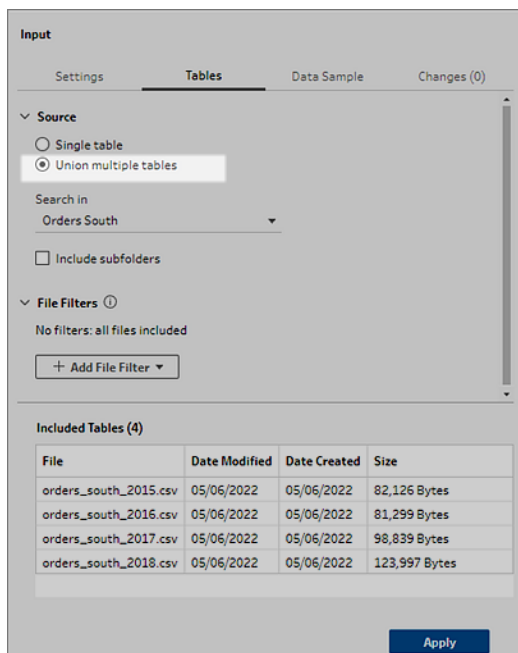 Input
Settings Tables Data Sample Changes (0)
Source
Single table
Union multiple tables
Search in
Orders South
Include subfolders
File Filters
No filters: all files included
+ Add File Filter
Included Tables (4)
File Date Modified Date Created Size
orders_south_2015.csv 05/06/2022 05/06/2022 82,126 Bytes
orders_south_2016.csv 05/06/2022 05/06/2022 81,299 Bytes
orders_south_2017.csv 05/06/2022 05/06/2022 98,839 Bytes
orders_south_2018.csv 05/06/2022 05/06/2022 123,997 Bytes
Apply